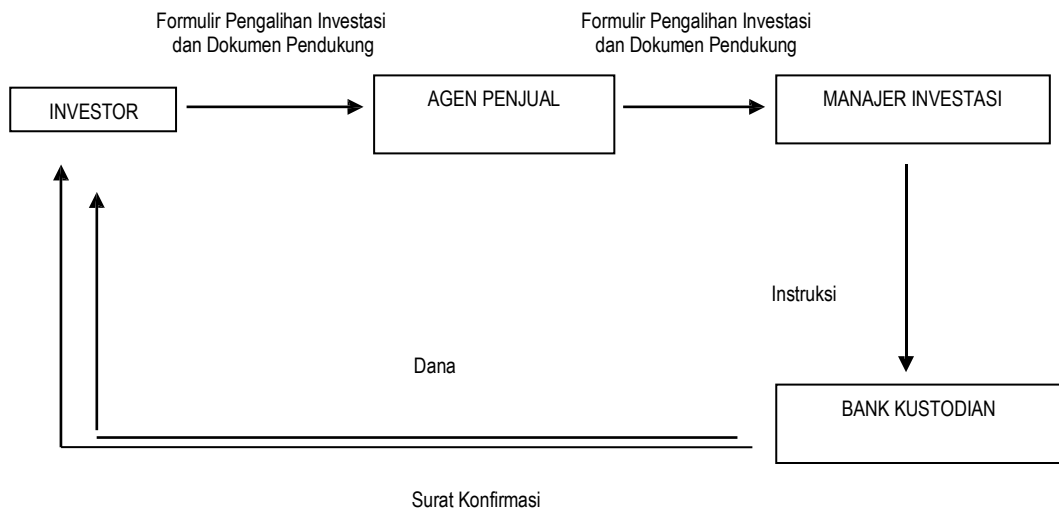 Formulir Pengalihan Investasi
dan Dokumen Pendukung
Formulir Pengalihan Investasi
dan Dokumen Pendukung
INVESTOR
AGEN PENJUAL
MANAJER INVESTASI
Instruksi
Dana
BANK KUSTODIAN
Surat Konfirmasi